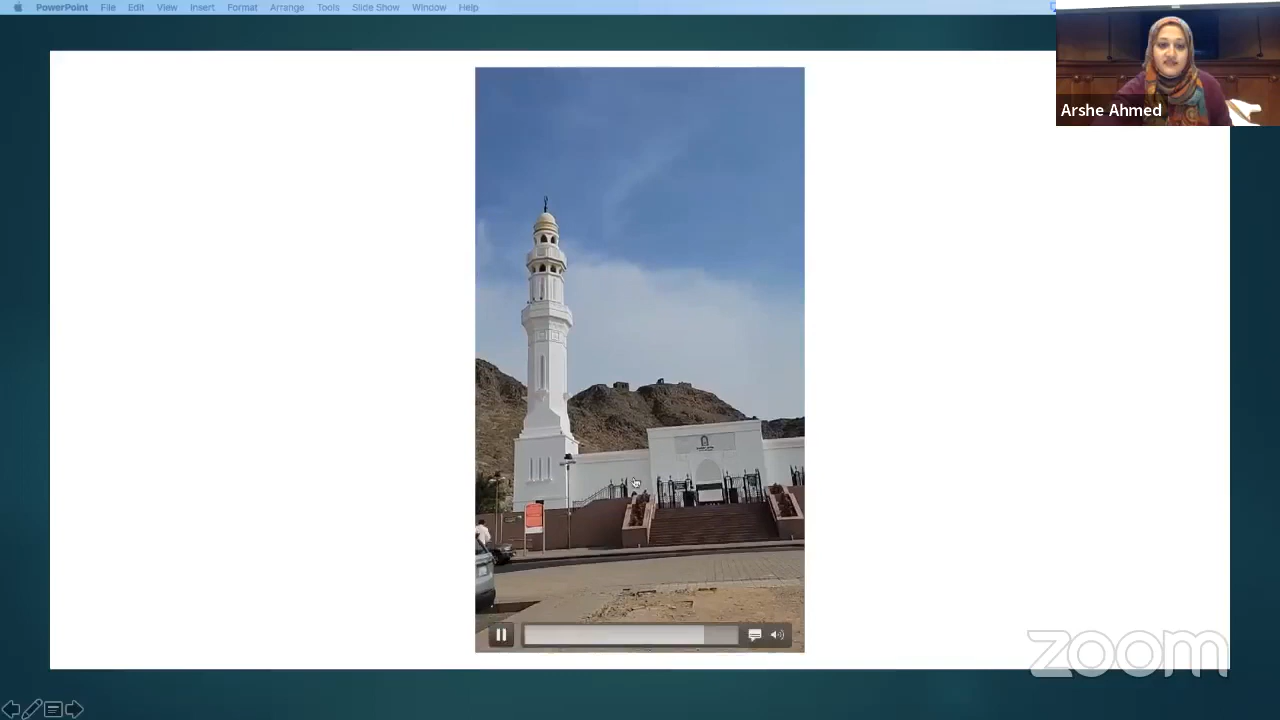 PowerPoint File Edit View Insert Format Arrange Tools Slide Show Window Help
Arshe Ahmed
zoom